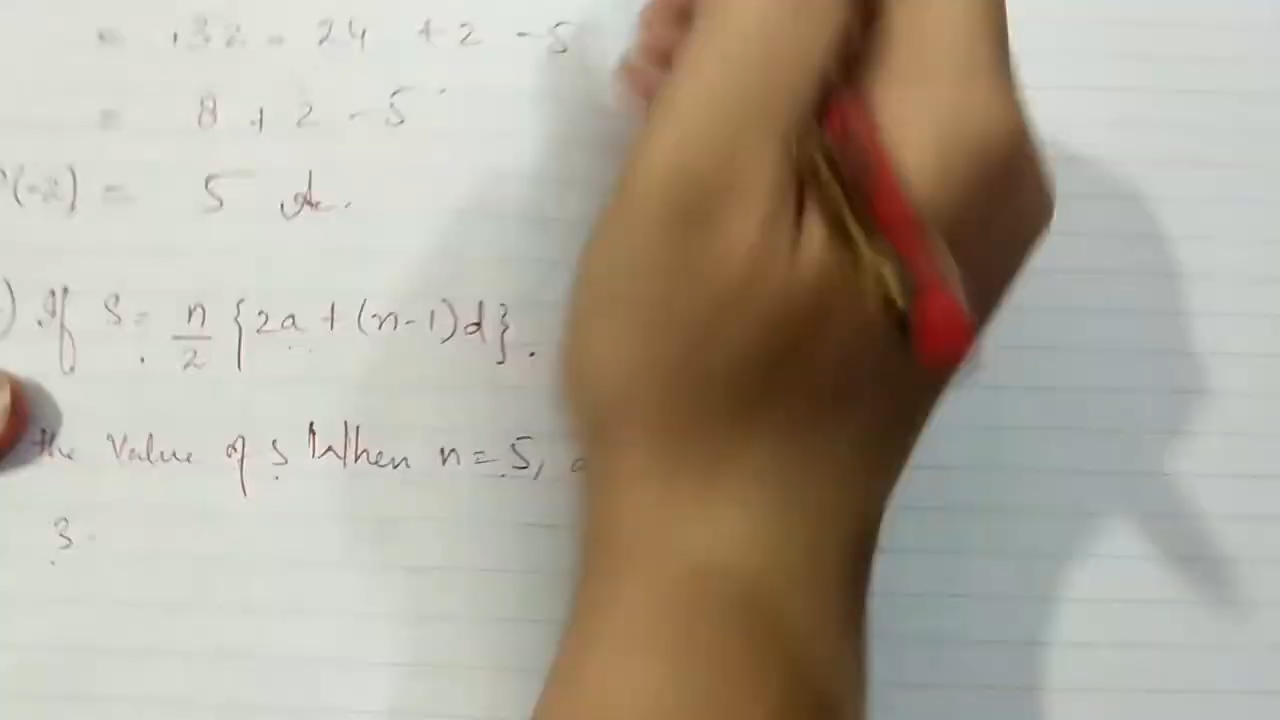 = +32 - 24 + 2 - 5
= 8 + 2 - 5
(-2) = 5
If S = n/2 {2a + (n-1)d}.
the Value of S When n = 5,
3